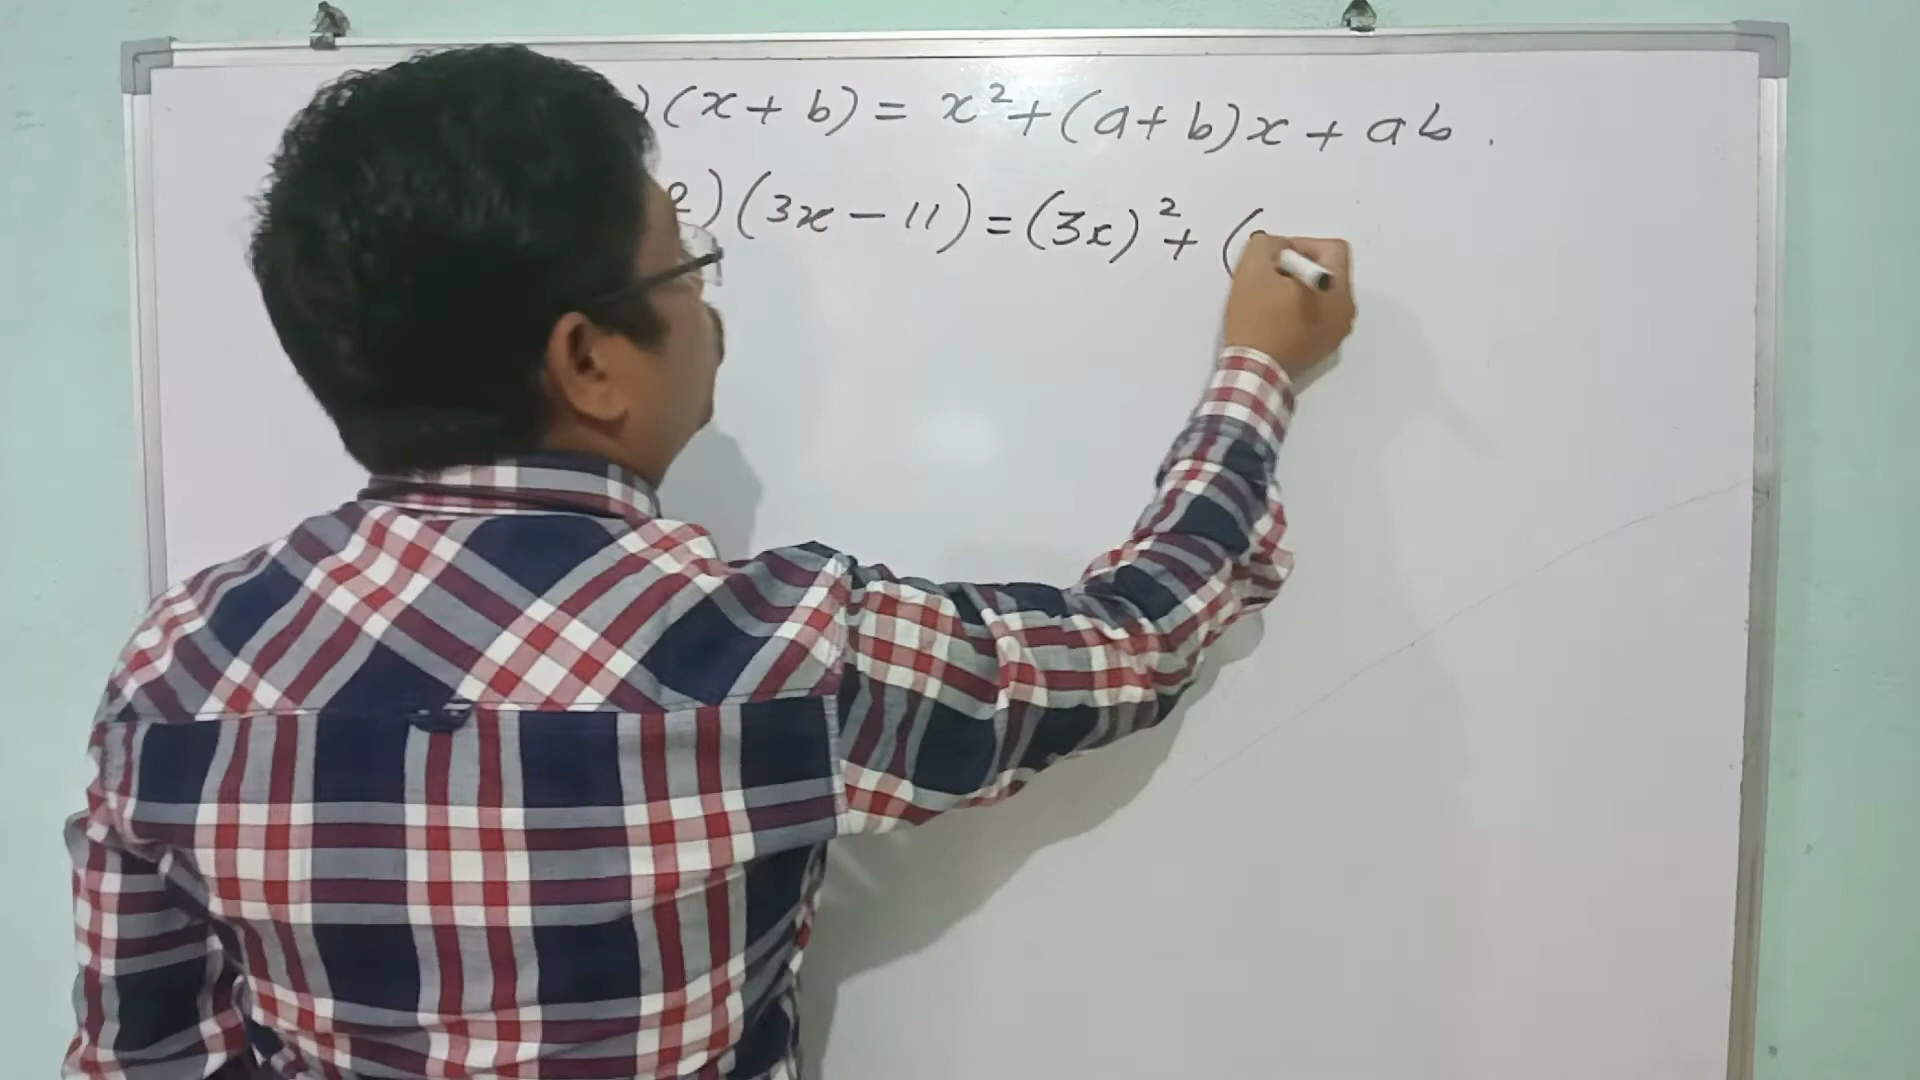 )(x + b) = x² + (a + b)x + ab.
)(3x - 11) = (3x)² + (